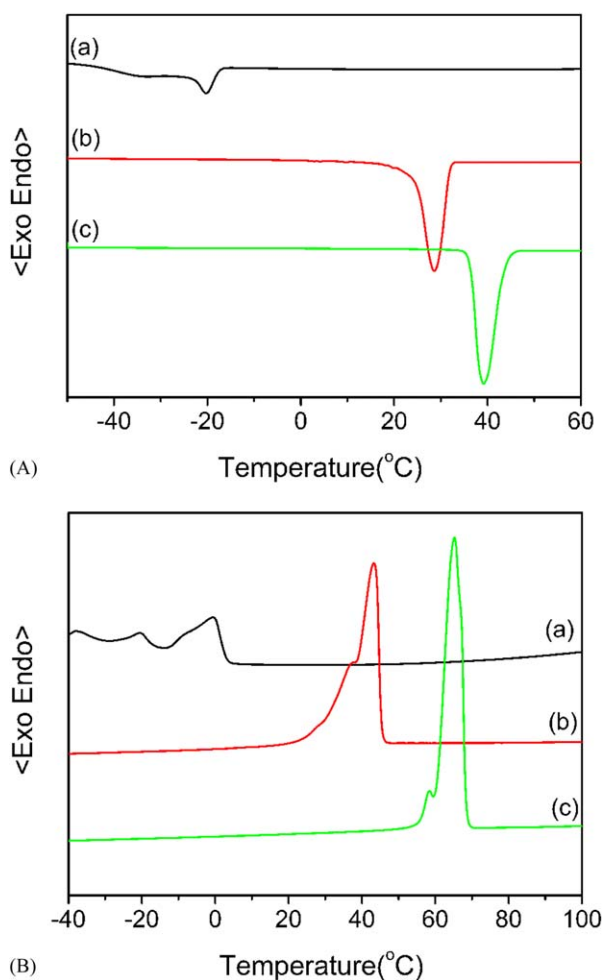 (a)
(b)
(c)
<Exo Endo>
-40 -20 0 20 40 60
(A)
Temperature(°C)
(a)
(b)
(c)
<Exo Endo>
-40 -20 0 20 40 60 80 100
(B)
Temperature(°C)